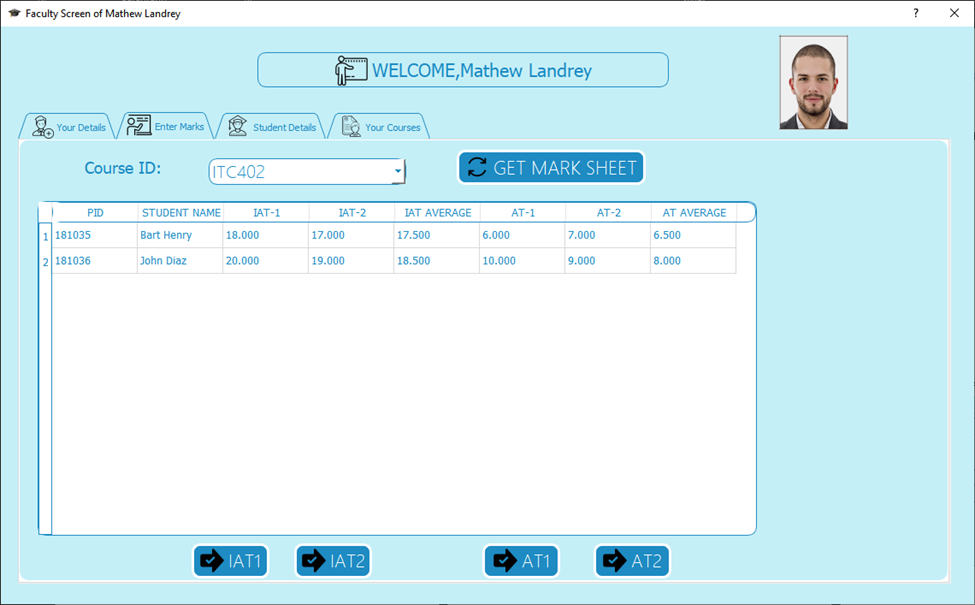 Faculty Screen of Mathew Landrey ?
WELCOME,Mathew Landrey
Your Details Enter Marks Student Details Your Courses
Course ID: ITC402 GET MARK SHEET
PID STUDENT NAME IAT-1 IAT-2 IAT AVERAGE AT-1 AT-2 AT AVERAGE
1 181035 Bart Henry 18.000 17.000 17.500 6.000 7.000 6.500
2 181036 John Diaz 20.000 19.000 18.500 10.000 9.000 8.000
IAT1 IAT2 AT1 AT2